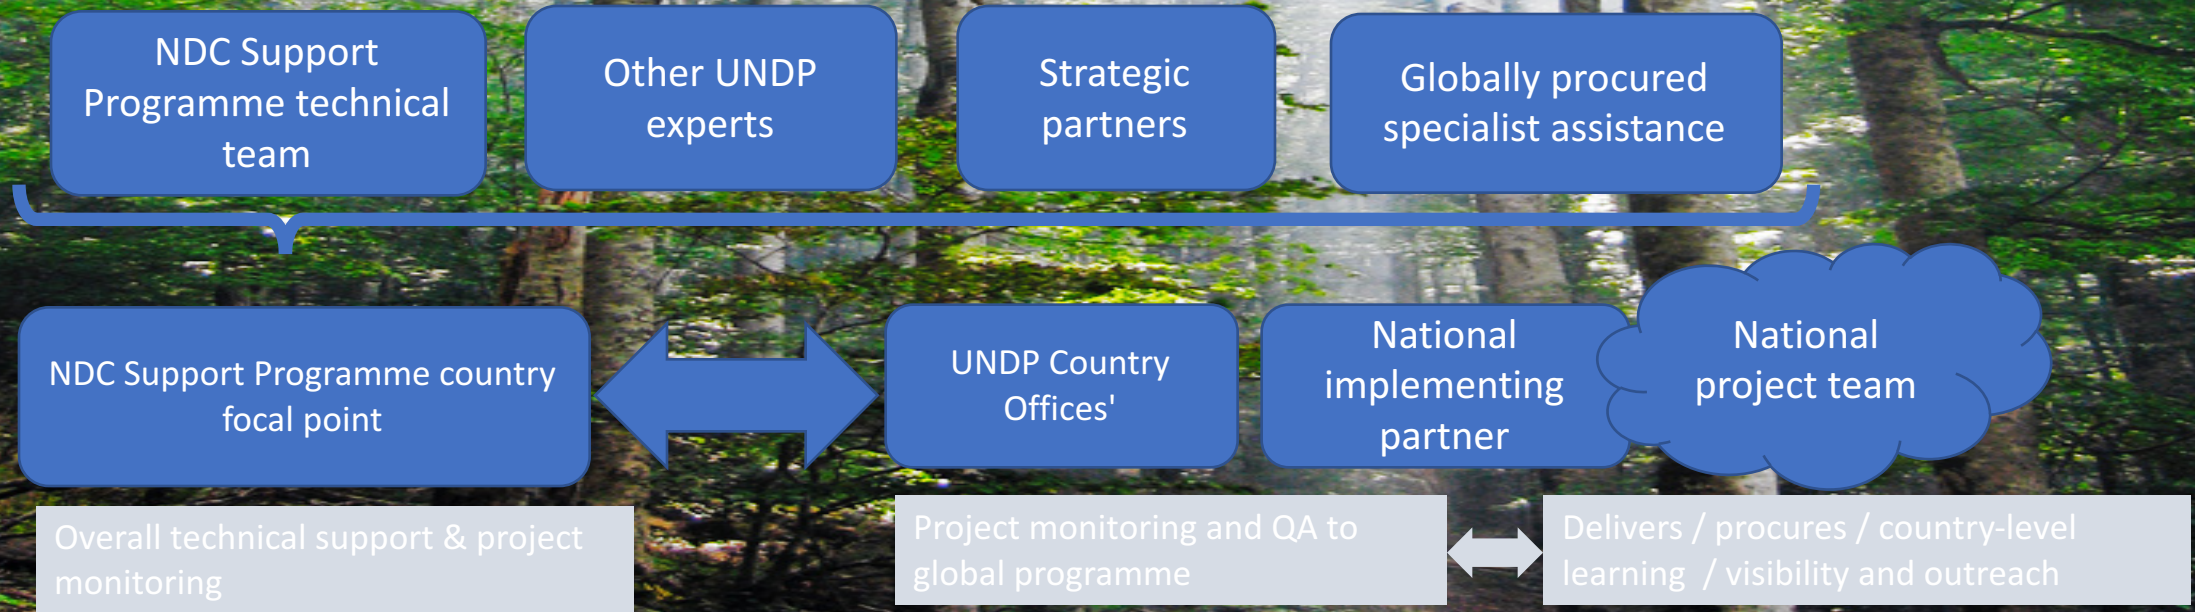 NDC Support
Programme technical
team
Other UNDP
experts
Strategic
partners
Globally procured
specialist assistance
NDC Support Programme country
focal point
UNDP Country
Offices'
National
implementing
partner
National
project team
Overall technical support & project
monitoring
Project monitoring and QA to
global programme
Delivers / procures / country-level
learning  / visibility and outreach